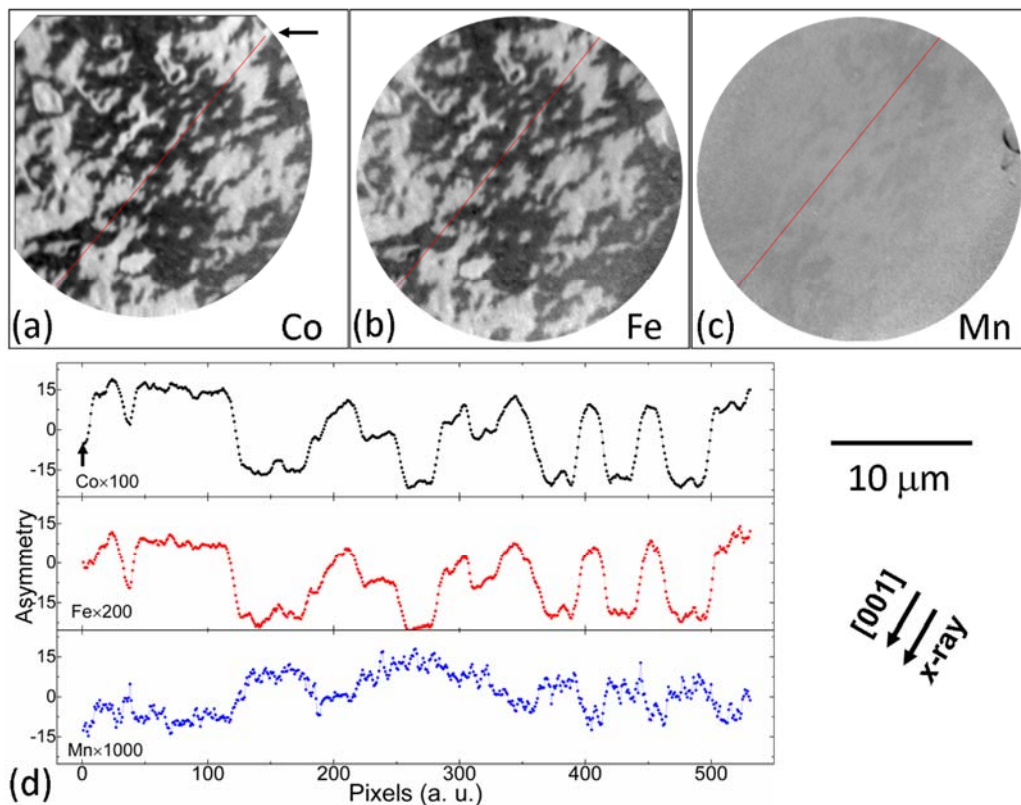 (a) Co
(b) Fe
(c) Mn
15
0
-15
Co×100
15
0
-15
Fe×200
15
0
-15
Mn×1000
Asymmetry
0 100 200 300 400 500
Pixels (a. u.)
(d)
10 μm
[001]
x-ray